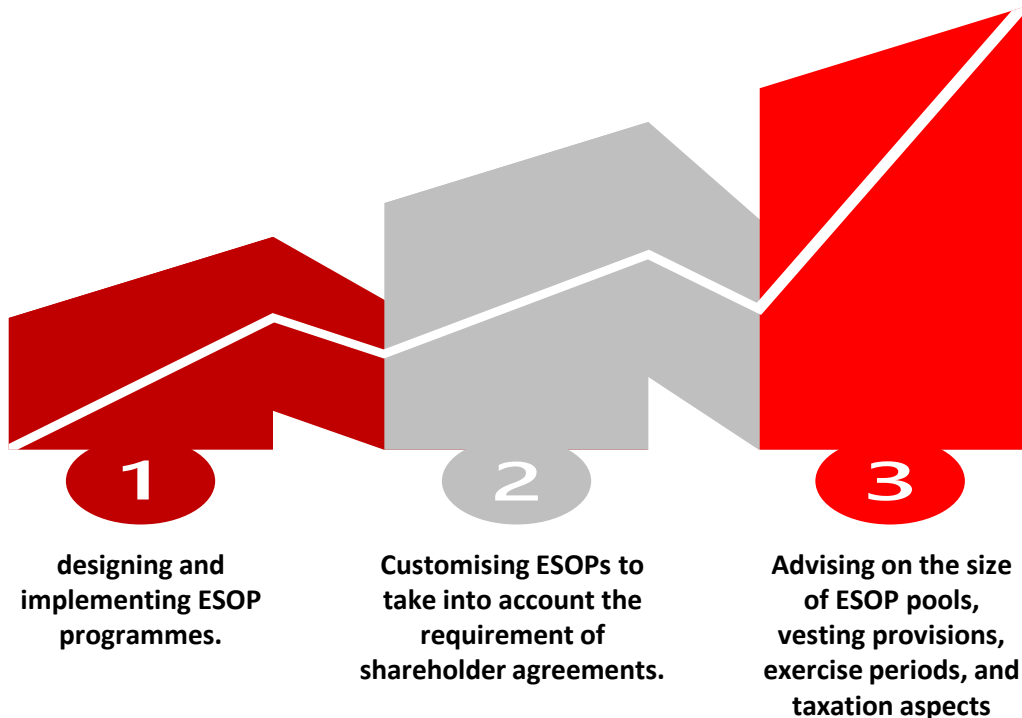 1
designing and
implementing ESOP
programmes.
2
Customising ESOPs to
take into account the
requirement of
shareholder agreements.
3
Advising on the size
of ESOP pools,
vesting provisions,
exercise periods, and
taxation aspects